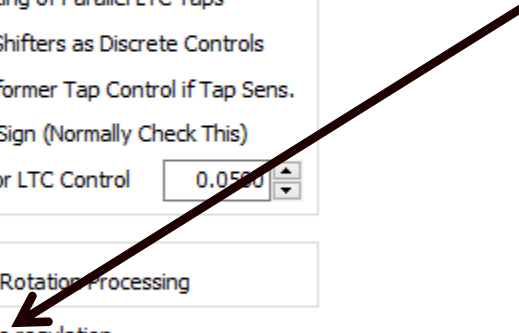 ing of Parallel LTC Taps
Shifters as Discrete Controls
former Tap Control if Tap Sens.
Sign (Normally Check This)
or LTC Control 0.0500
Rotation Processing
regulation